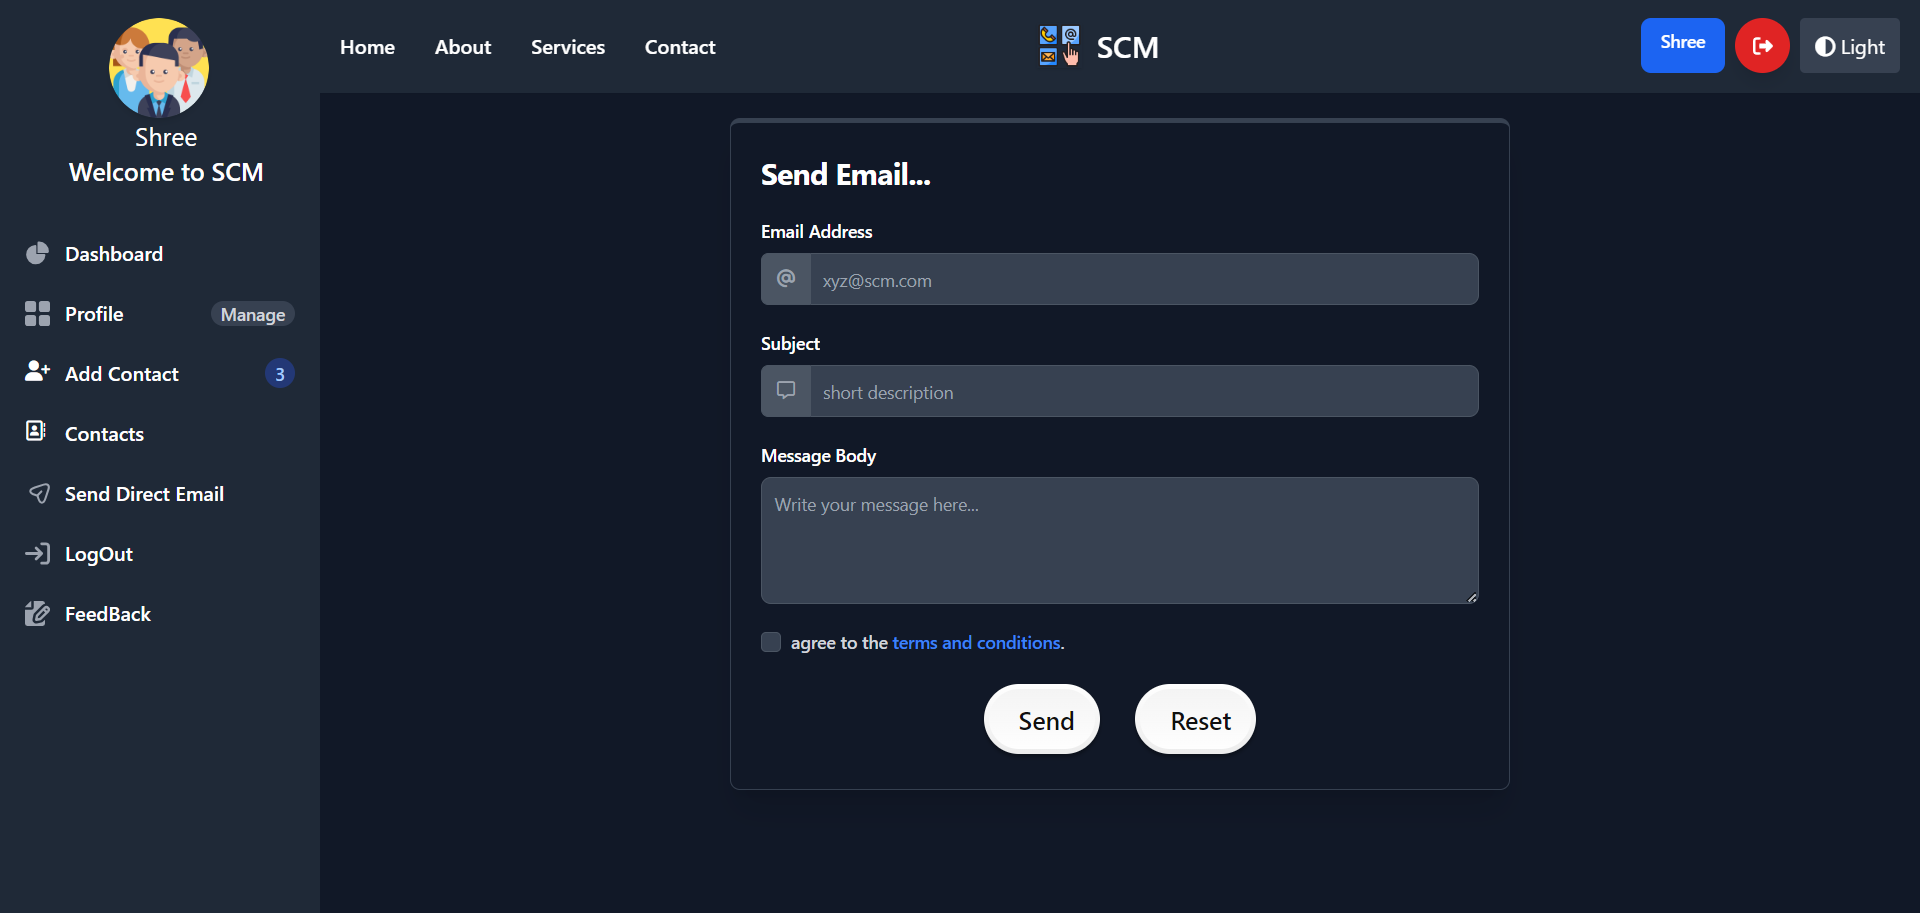 Shree
Welcome to SCM
Dashboard
Profile Manage
Add Contact 3
Contacts
Send Direct Email
LogOut
FeedBack
Home About Services Contact
SCM
Shree
Light
Send Email...
Email Address
@ xyz@scm.com
Subject
short description
Message Body
Write your message here...
agree to the terms and conditions.
Send Reset